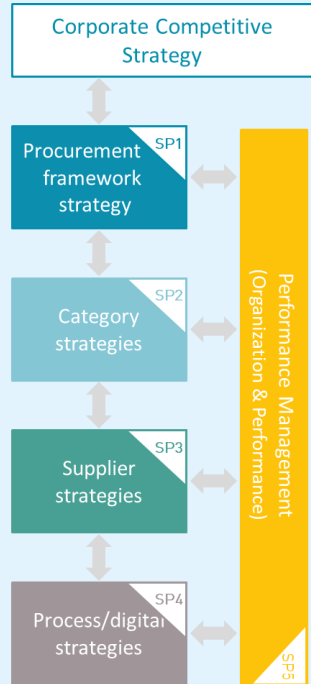 Corporate Competitive
Strategy
SP1
Procurement
framework
strategy
SP2
Category
strategies
SP3
Supplier
strategies
SP4
Process/digital
strategies
Performance Management
(Organization & Performance)
SP5